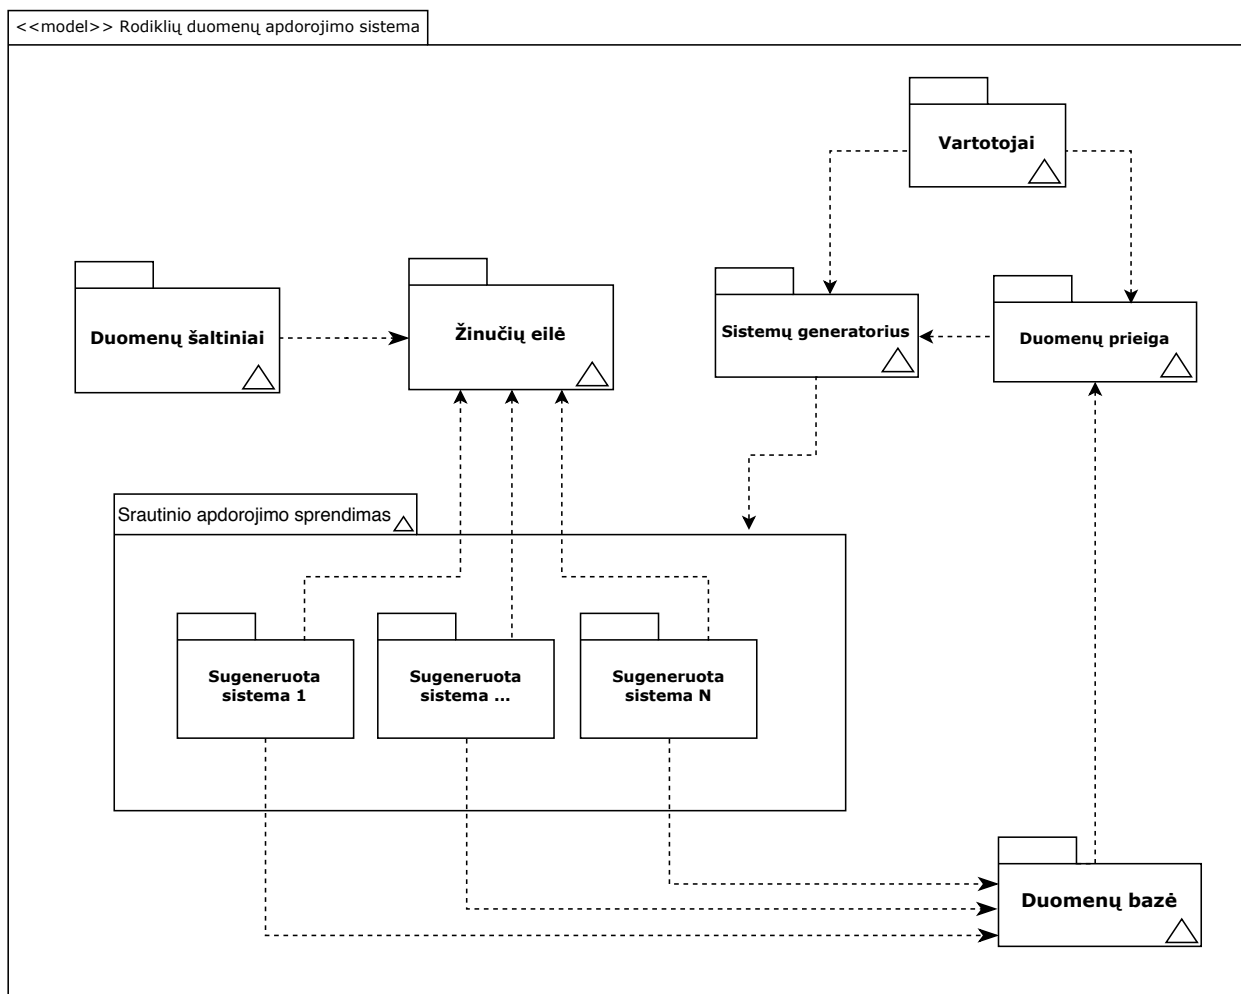 <<model>> Rodiklių duomenų apdorojimo sistema
Vartotojai
Duomenų šaltiniai
Žinučių eilė
Sistemų generatorius
Duomenų prieiga
Srautinio apdorojimo sprendimas
Sugeneruota
sistema 1
Sugeneruota
sistema ...
Sugeneruota
sistema N
Duomenų bazė